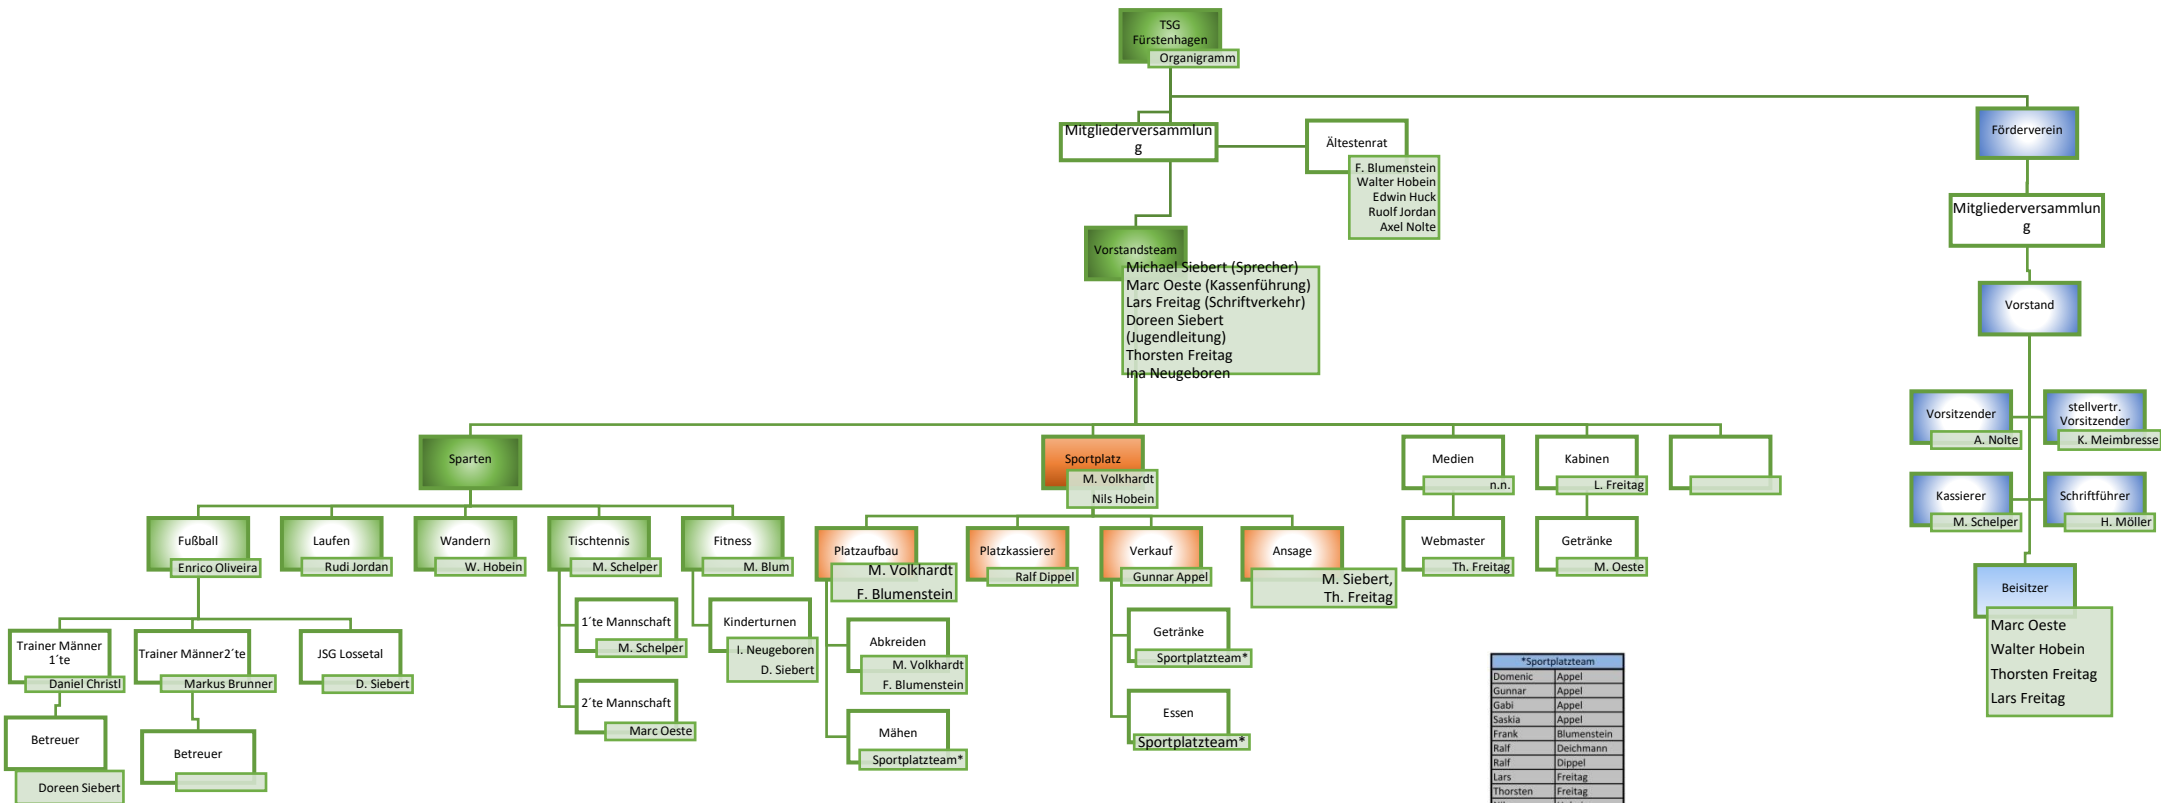 TSG
Fürstenhagen
Organigramm
Mitgliederversammlun
g
Ältestenrat
F. Blumenstein
Walter Hobein
Edwin Huck
Ruolf Jordan
Axel Nolte
Förderverein
Mitgliederversammlun
g
Vorstandsteam
Michael Siebert (Sprecher)
Marc Oeste (Kassenführung)
Lars Freitag (Schriftverkehr)
Doreen Siebert
(Jugendleitung)
Thorsten Freitag
Ina Neugeboren
Vorstand
Vorsitzender
A. Nolte
stellvertr.
Vorsitzender
K. Meimbresse
Kassierer
M. Schelper
Schriftführer
H. Möller
Beisitzer
Marc Oeste
Walter Hobein
Thorsten Freitag
Lars Freitag
Sparten
Sportplatz
M. Volkhardt
Nils Hobein
Medien
n.n.
Kabinen
L. Freitag
Fußball
Enrico Oliveira
Laufen
Rudi Jordan
Wandern
W. Hobein
Tischtennis
M. Schelper
Fitness
M. Blum
Platzaufbau
M. Volkhardt
F. Blumenstein
Platzkassierer
Ralf Dippel
Verkauf
Gunnar Appel
Ansage
M. Siebert,
Th. Freitag
Webmaster
Th. Freitag
Getränke
M. Oeste
Trainer Männer
1´te
Daniel Christl
Trainer Männer2´te
Markus Brunner
JSG Lossetal
D. Siebert
1´te Mannschaft
M. Schelper
Kinderturnen
I. Neugeboren
D. Siebert
Abkreiden
M. Volkhardt
F. Blumenstein
Getränke
Sportplatzteam*
Betreuer
Doreen Siebert
Betreuer
2´te Mannschaft
Marc Oeste
Mähen
Sportplatzteam*
Essen
Sportplatzteam*
*Sportplatzteam
Domenic Appel
Gunnar Appel
Gabi Appel
Saskia Appel
Frank Blumenstein
Ralf Deichmann
Ralf Dippel
Lars Freitag
Thorsten Freitag